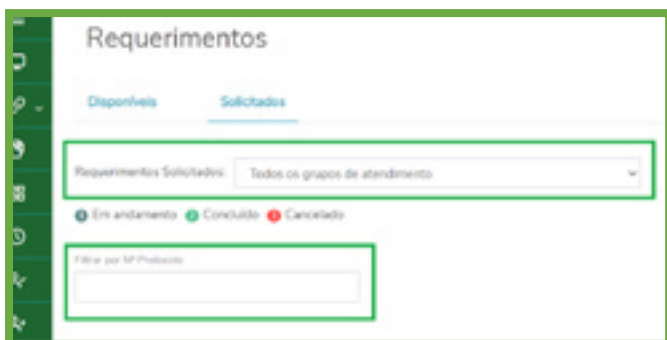 Requerimentos
Disponíveis Solicitados
Requerimentos Solicitados: Todos os grupos de atendimento
Em andamento Concluído Cancelado
Filtrar por Nº Protocolo